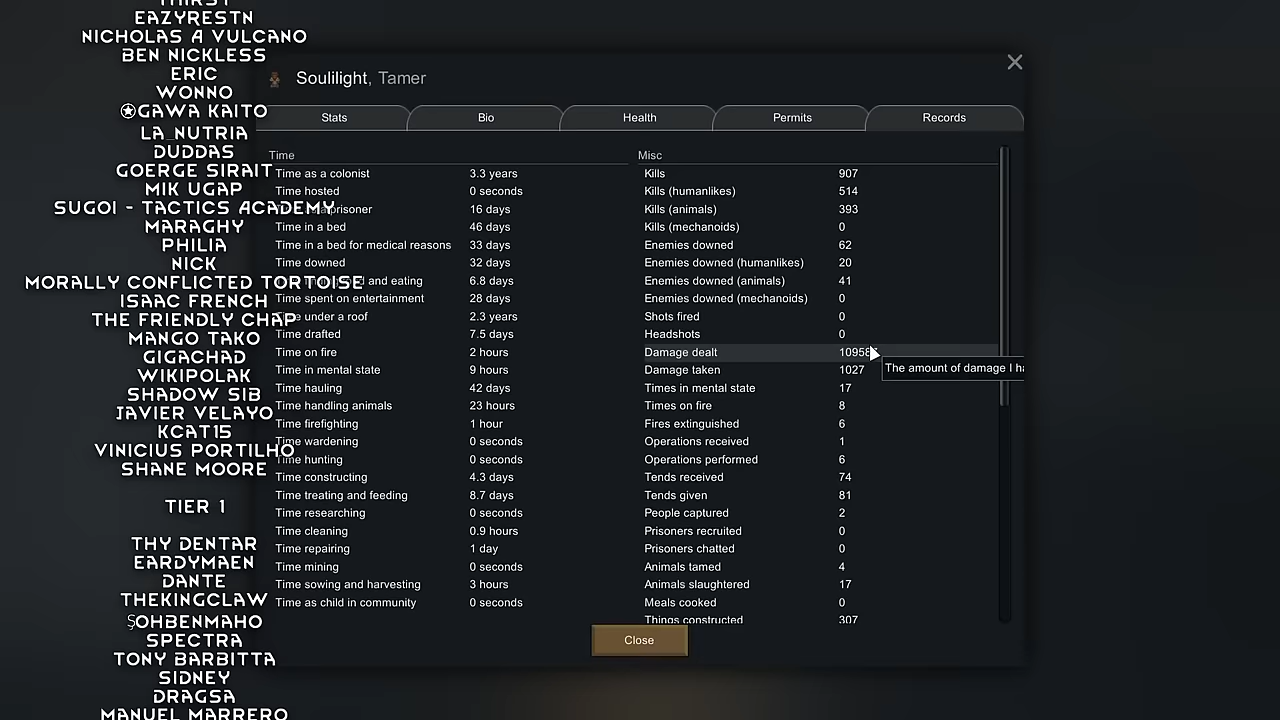 THIRST
EAZYRESTN
NICHOLAS A VULCANO
BEN NICKLESS
ERIC
WONNO
✪GAWA KAITO
LA_NUTRIA
DUDDAS
GOERGE SIRAIT
MIK UGAP
SUGOI - TACTICS ACADEMY
MARAGHY
PHILIA
NICK
MORALLY CONFLICTED TORTOISE
ISAAC FRENCH
THE FRIENDLY CHAP
MANGO TAKO
GIGACHAD
WIKIPOLAK
SHADOW SIB
JAVIER VELAYO
KCAT15
VINICIUS PORTILHO
SHANE MOORE
TIER 1
THY DENTAR
EARDYMAEN
DANTE
THEKINGCLAW
ŞOHBENMAHO
SPECTRA
TONY BARBITTA
SIDNEY
DRAGSA
MANUEL MARRERO
Soulilight, Tamer
Stats
Bio
Health
Permits
Records
Time
Time as a colonist 3.3 years
Time hosted 0 seconds
prisoner 16 days
Time in a bed 46 days
Time in a bed for medical reasons 33 days
Time downed 32 days
and eating 6.8 days
Time spent on entertainment 28 days
Time under a roof 2.3 years
Time drafted 7.5 days
Time on fire 2 hours
Time in mental state 9 hours
Time hauling 42 days
Time handling animals 23 hours
Time firefighting 1 hour
Time wardening 0 seconds
Time hunting 0 seconds
Time constructing 4.3 days
Time treating and feeding 8.7 days
Time researching 0 seconds
Time cleaning 0.9 hours
Time repairing 1 day
Time mining 0 seconds
Time sowing and harvesting 3 hours
Time as child in community 0 seconds
Misc
Kills 907
Kills (humanlikes) 514
Kills (animals) 393
Kills (mechanoids) 0
Enemies downed 62
Enemies downed (humanlikes) 20
Enemies downed (animals) 41
Enemies downed (mechanoids) 0
Shots fired 0
Headshots 0
Damage dealt
Damage taken 1027
Times in mental state 17
Times on fire 8
Fires extinguished 6
Operations received 1
Operations performed 6
Tends received 74
Tends given 81
People captured 2
Prisoners recruited 0
Prisoners chatted 0
Animals tamed 4
Animals slaughtered 17
Meals cooked 0
Things constructed 307
The amount of damage I ha
Close